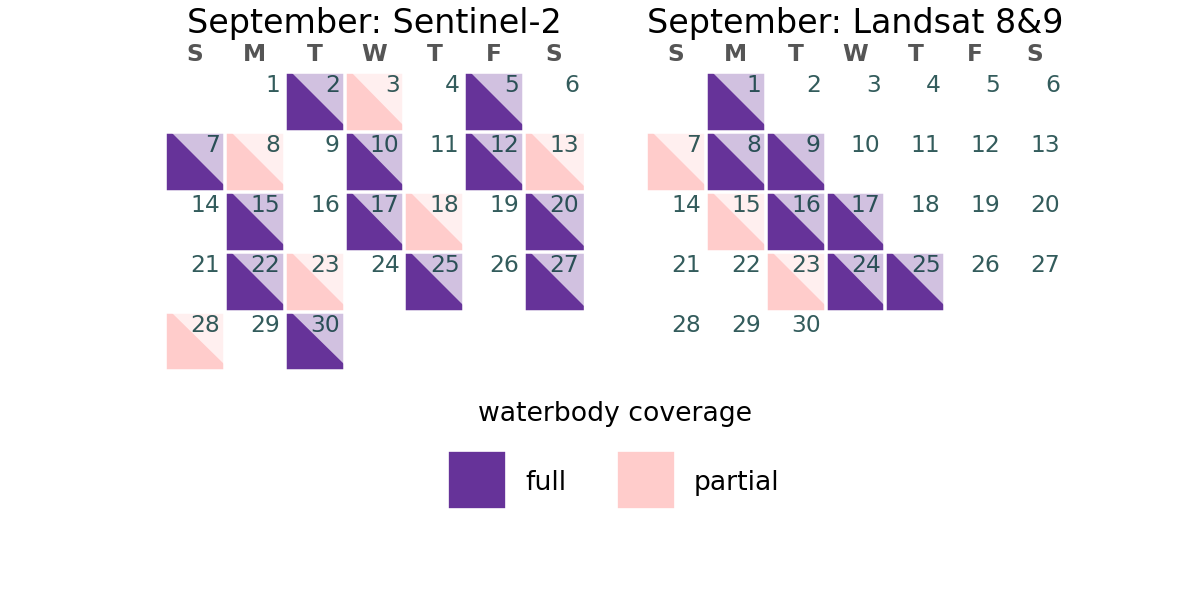 September: Sentinel-2
S M T W T F S
1 2 3 4 5 6
7 8 9 10 11 12 13
14 15 16 17 18 19 20
21 22 23 24 25 26 27
28 29 30
September: Landsat 8&9
S M T W T F S
1 2 3 4 5 6
7 8 9 10 11 12 13
14 15 16 17 18 19 20
21 22 23 24 25 26 27
28 29 30
waterbody coverage
full partial